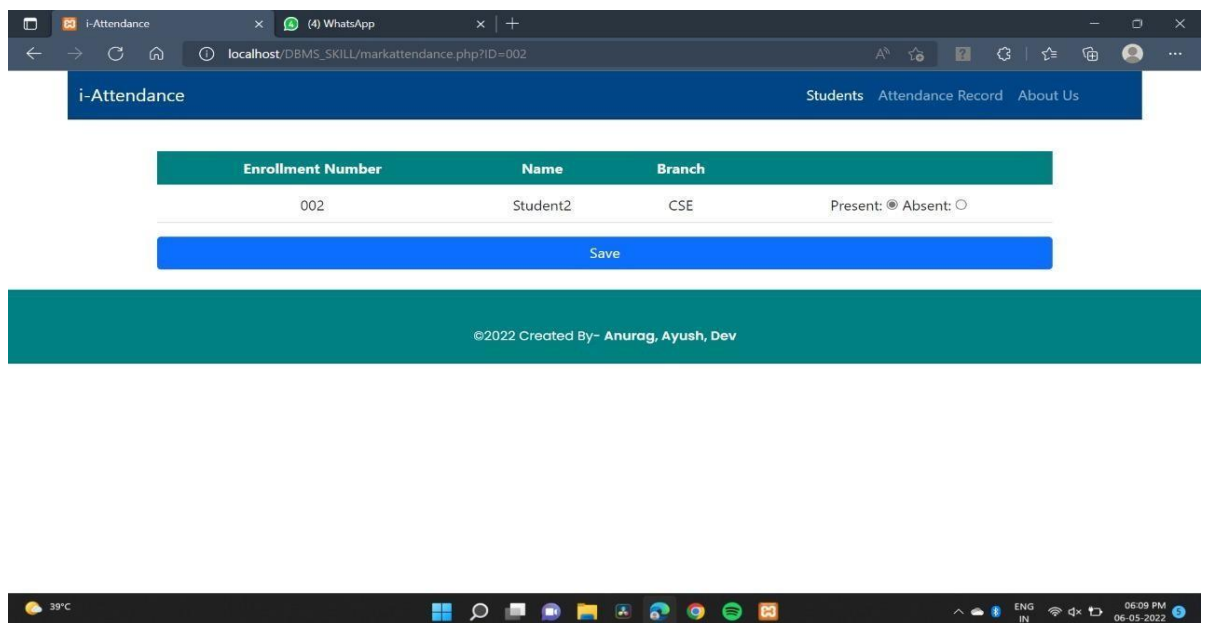 i-Attendance
(4) WhatsApp
localhost/DBMS_SKILL/markattendance.php?ID=002
i-Attendance Students Attendance Record About Us
Enrollment Number Name Branch
002 Student2 CSE Present: Absent:
Save
©2022 Created By- Anurag, Ayush, Dev
39°C ENG 06:09 PM
IN 06-05-2022 5